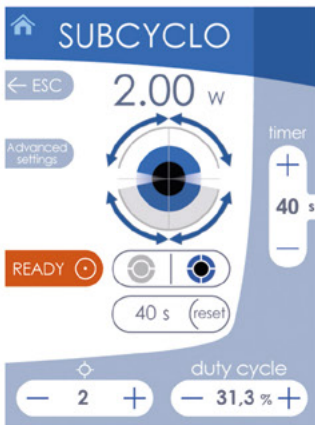 SUBCYCLO
← ESC
2.00 w
Advanced
settings
timer
+
40 s
−
READY
40 s (reset
duty cycle
− 2 +
− 31,3 % +